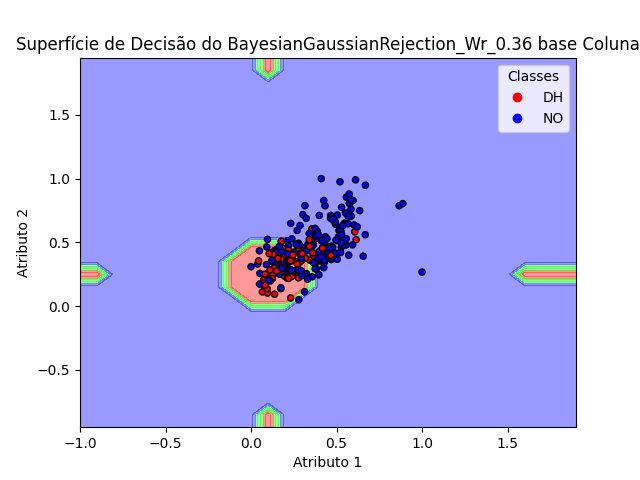 Superfície de Decisão do BayesianGaussianRejection_Wr_0.36 base Coluna
Classes
DH
NO
Atributo 2
1.5
1.0
0.5
0.0
−0.5
−1.0
−0.5
0.0
0.5
1.0
1.5
Atributo 1